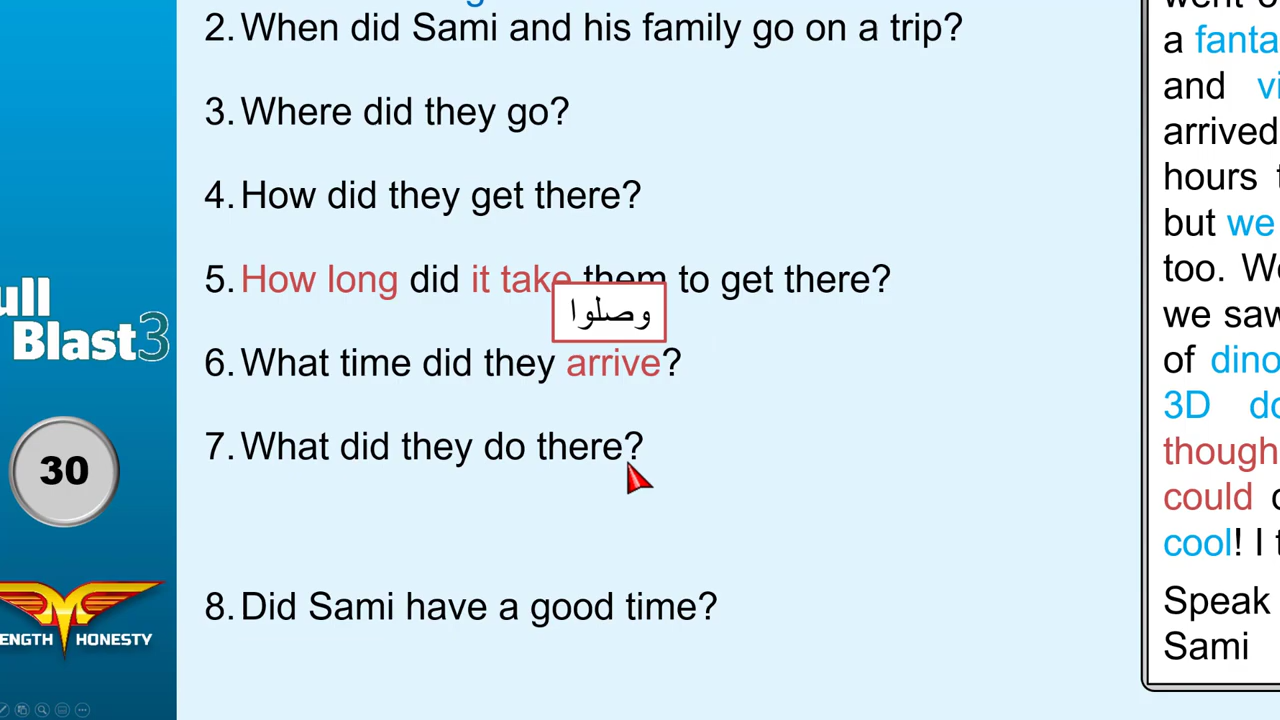 2. When did Sami and his family go on a trip?
3. Where did they go?
4. How did they get there?
5. How long did it take them to get there?
وصلوا
6. What time did they arrive?
7. What did they do there?
8. Did Sami have a good time?
ull
Blast 3
30
ENGTH HONESTY
a fanta
and vi
arrived
hours t
but we
too. We
we saw
of dino
3D do
though
could c
cool! I t
Speak
Sami